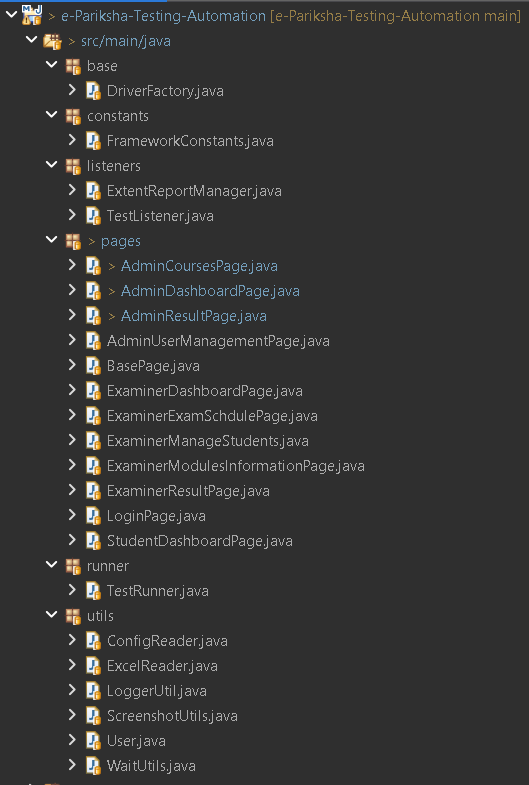 > e-Pariksha-Testing-Automation [e-Pariksha-Testing-Automation main]
> src/main/java
base
DriverFactory.java
constants
FrameworkConstants.java
listeners
ExtentReportManager.java
TestListener.java
> pages
> AdminCoursesPage.java
> AdminDashboardPage.java
> AdminResultPage.java
AdminUserManagementPage.java
BasePage.java
ExaminerDashboardPage.java
ExaminerExamSchdulePage.java
ExaminerManageStudents.java
ExaminerModulesInformationPage.java
ExaminerResultPage.java
LoginPage.java
StudentDashboardPage.java
runner
TestRunner.java
utils
ConfigReader.java
ExcelReader.java
LoggerUtil.java
ScreenshotUtils.java
User.java
WaitUtils.java